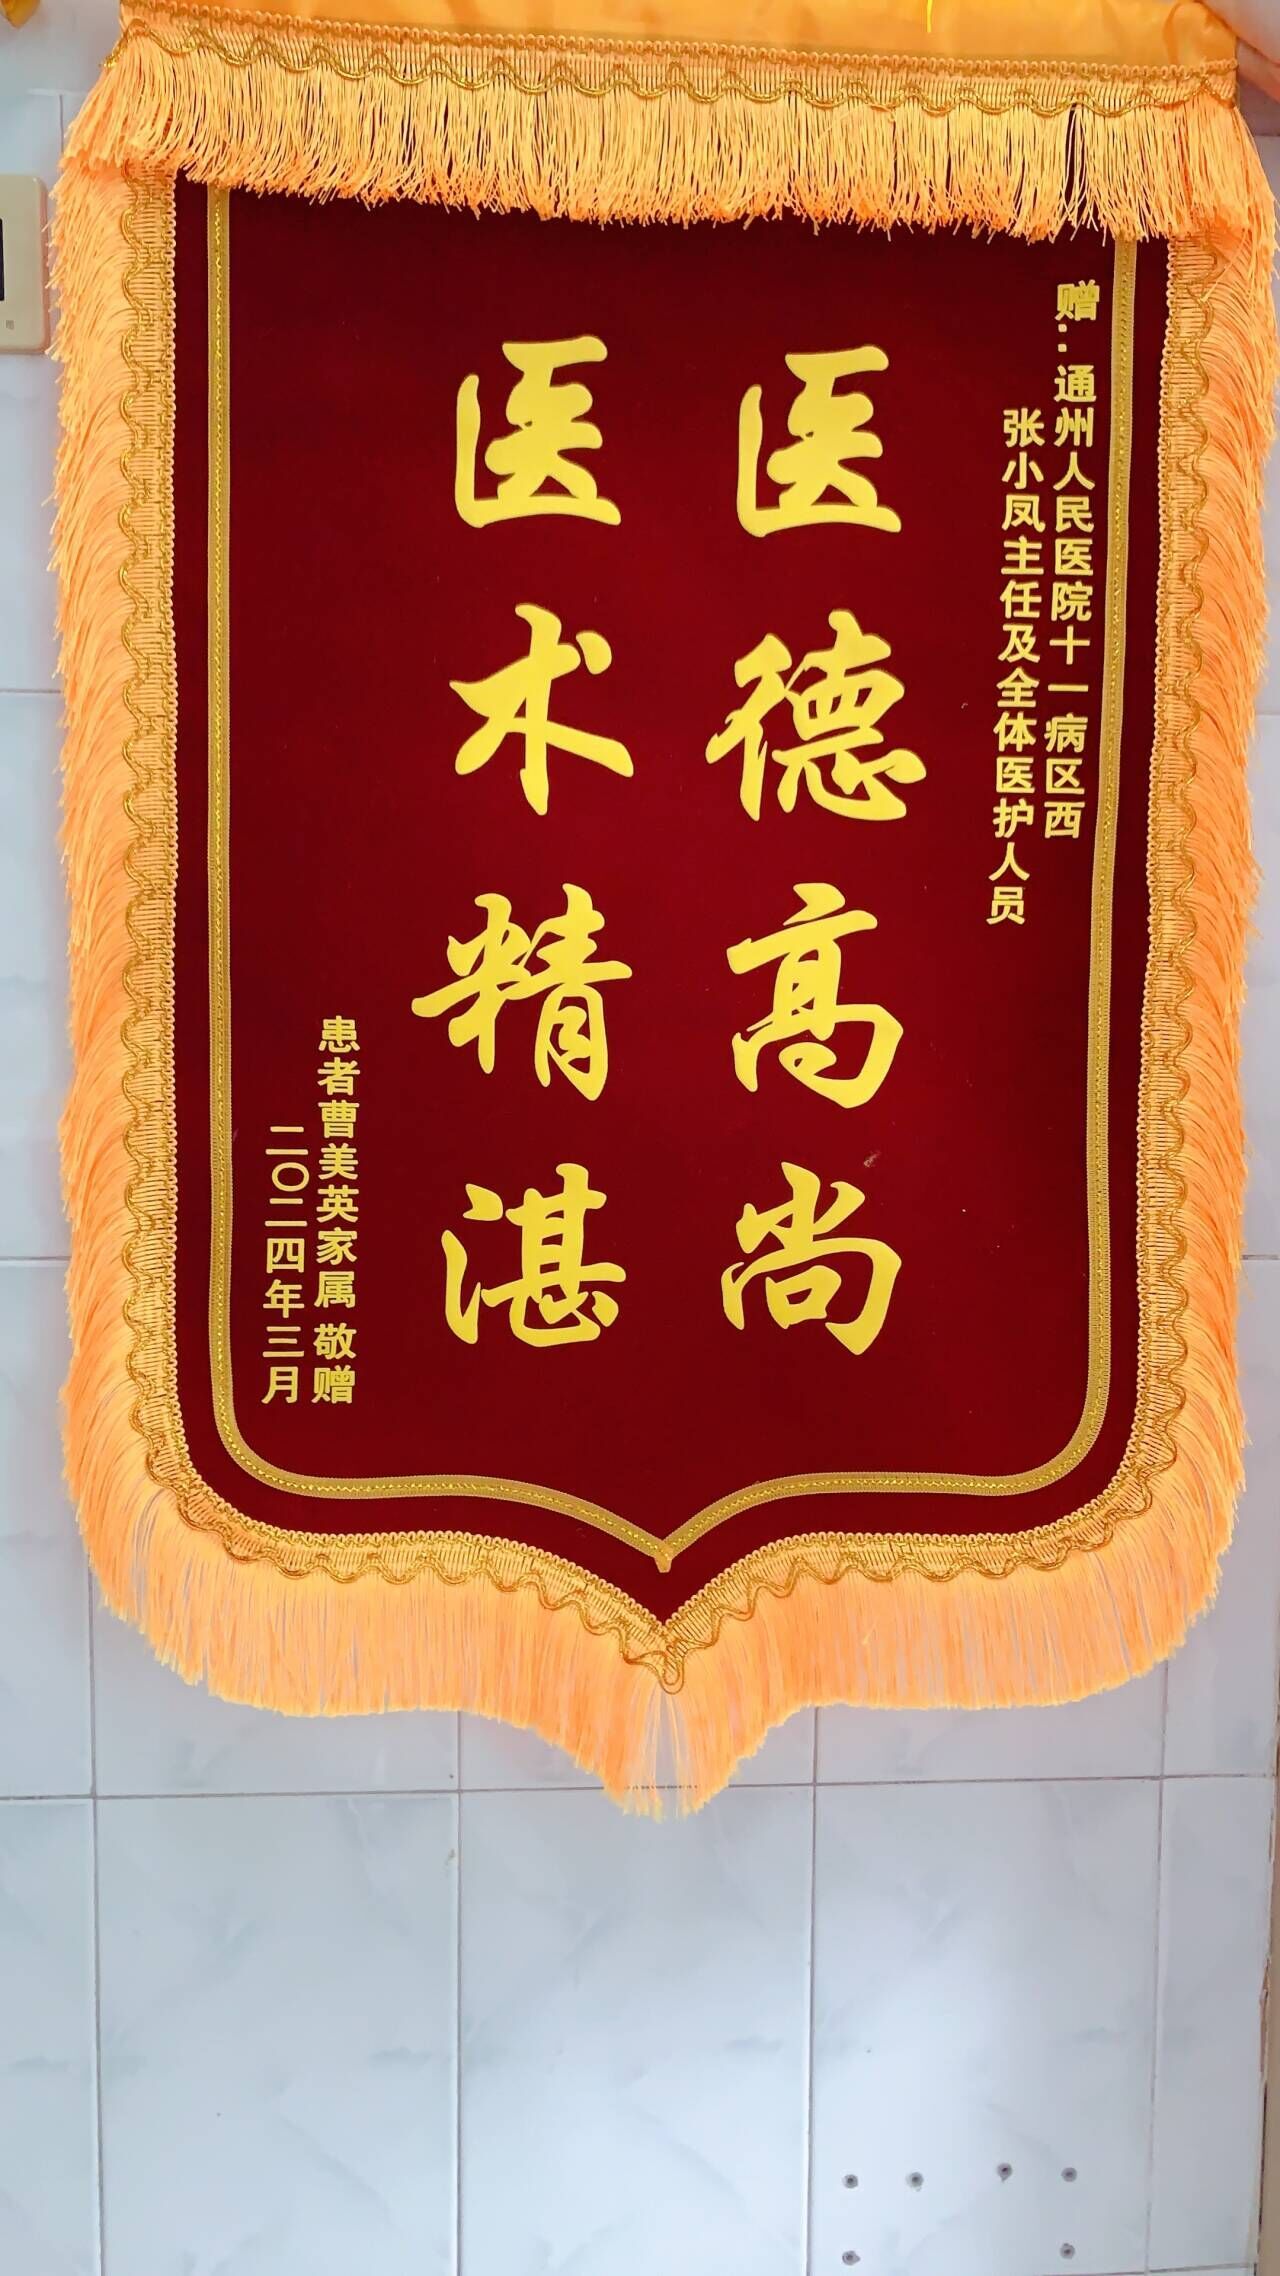 赠：通州人民医院十一病区西
张小凤主任及全体医护人员
医德高尚
医术精湛
患者曹美英家属 敬赠
二〇二四年三月